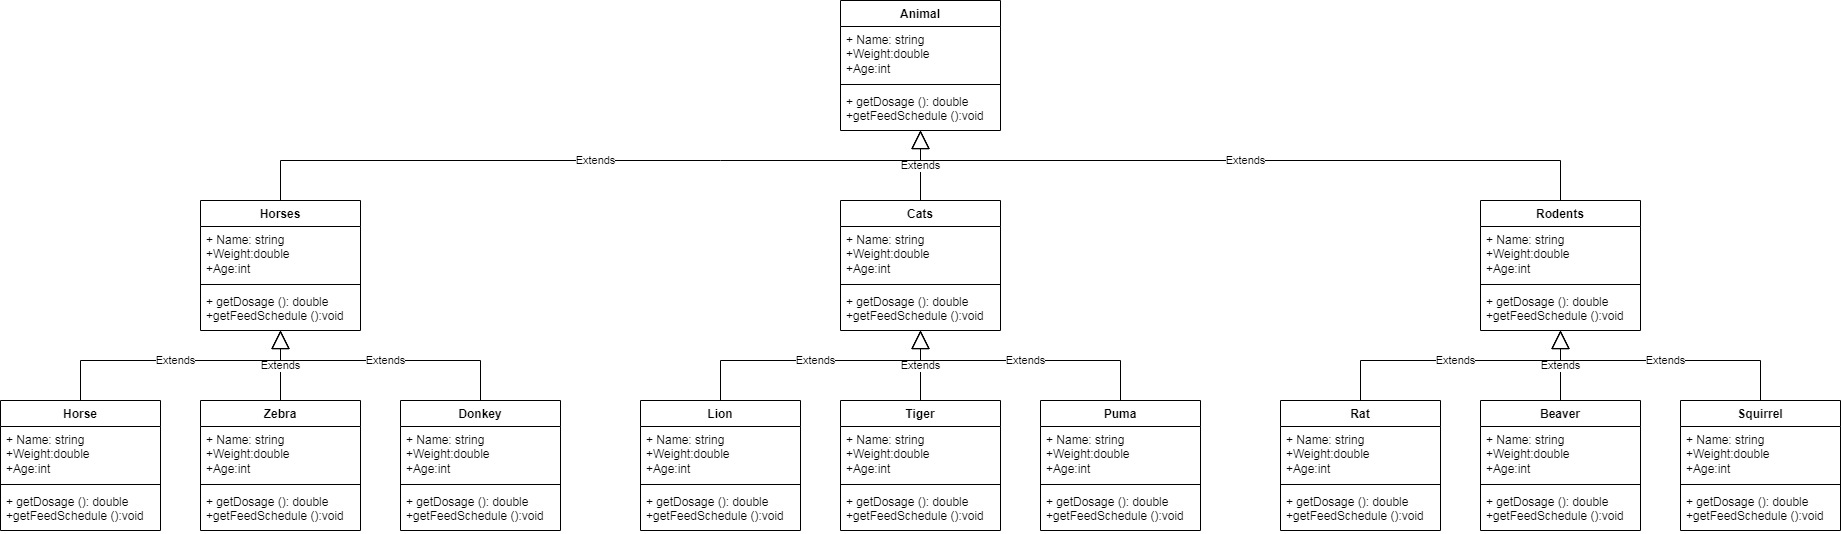 Animal
+ Name: string
+Weight:double
+Age:int
+ getDosage (): double
+getFeedSchedule ():void
Extends
Extends
Extends
Horses
+ Name: string
+Weight:double
+Age:int
+ getDosage (): double
+getFeedSchedule ():void
Cats
+ Name: string
+Weight:double
+Age:int
+ getDosage (): double
+getFeedSchedule ():void
Rodents
+ Name: string
+Weight:double
+Age:int
+ getDosage (): double
+getFeedSchedule ():void
Extends
Extends
Extends
Extends
Extends
Extends
Extends
Extends
Extends
Horse
+ Name: string
+Weight:double
+Age:int
+ getDosage (): double
+getFeedSchedule ():void
Zebra
+ Name: string
+Weight:double
+Age:int
+ getDosage (): double
+getFeedSchedule ():void
Donkey
+ Name: string
+Weight:double
+Age:int
+ getDosage (): double
+getFeedSchedule ():void
Lion
+ Name: string
+Weight:double
+Age:int
+ getDosage (): double
+getFeedSchedule ():void
Tiger
+ Name: string
+Weight:double
+Age:int
+ getDosage (): double
+getFeedSchedule ():void
Puma
+ Name: string
+Weight:double
+Age:int
+ getDosage (): double
+getFeedSchedule ():void
Rat
+ Name: string
+Weight:double
+Age:int
+ getDosage (): double
+getFeedSchedule ():void
Beaver
+ Name: string
+Weight:double
+Age:int
+ getDosage (): double
+getFeedSchedule ():void
Squirrel
+ Name: string
+Weight:double
+Age:int
+ getDosage (): double
+getFeedSchedule ():void